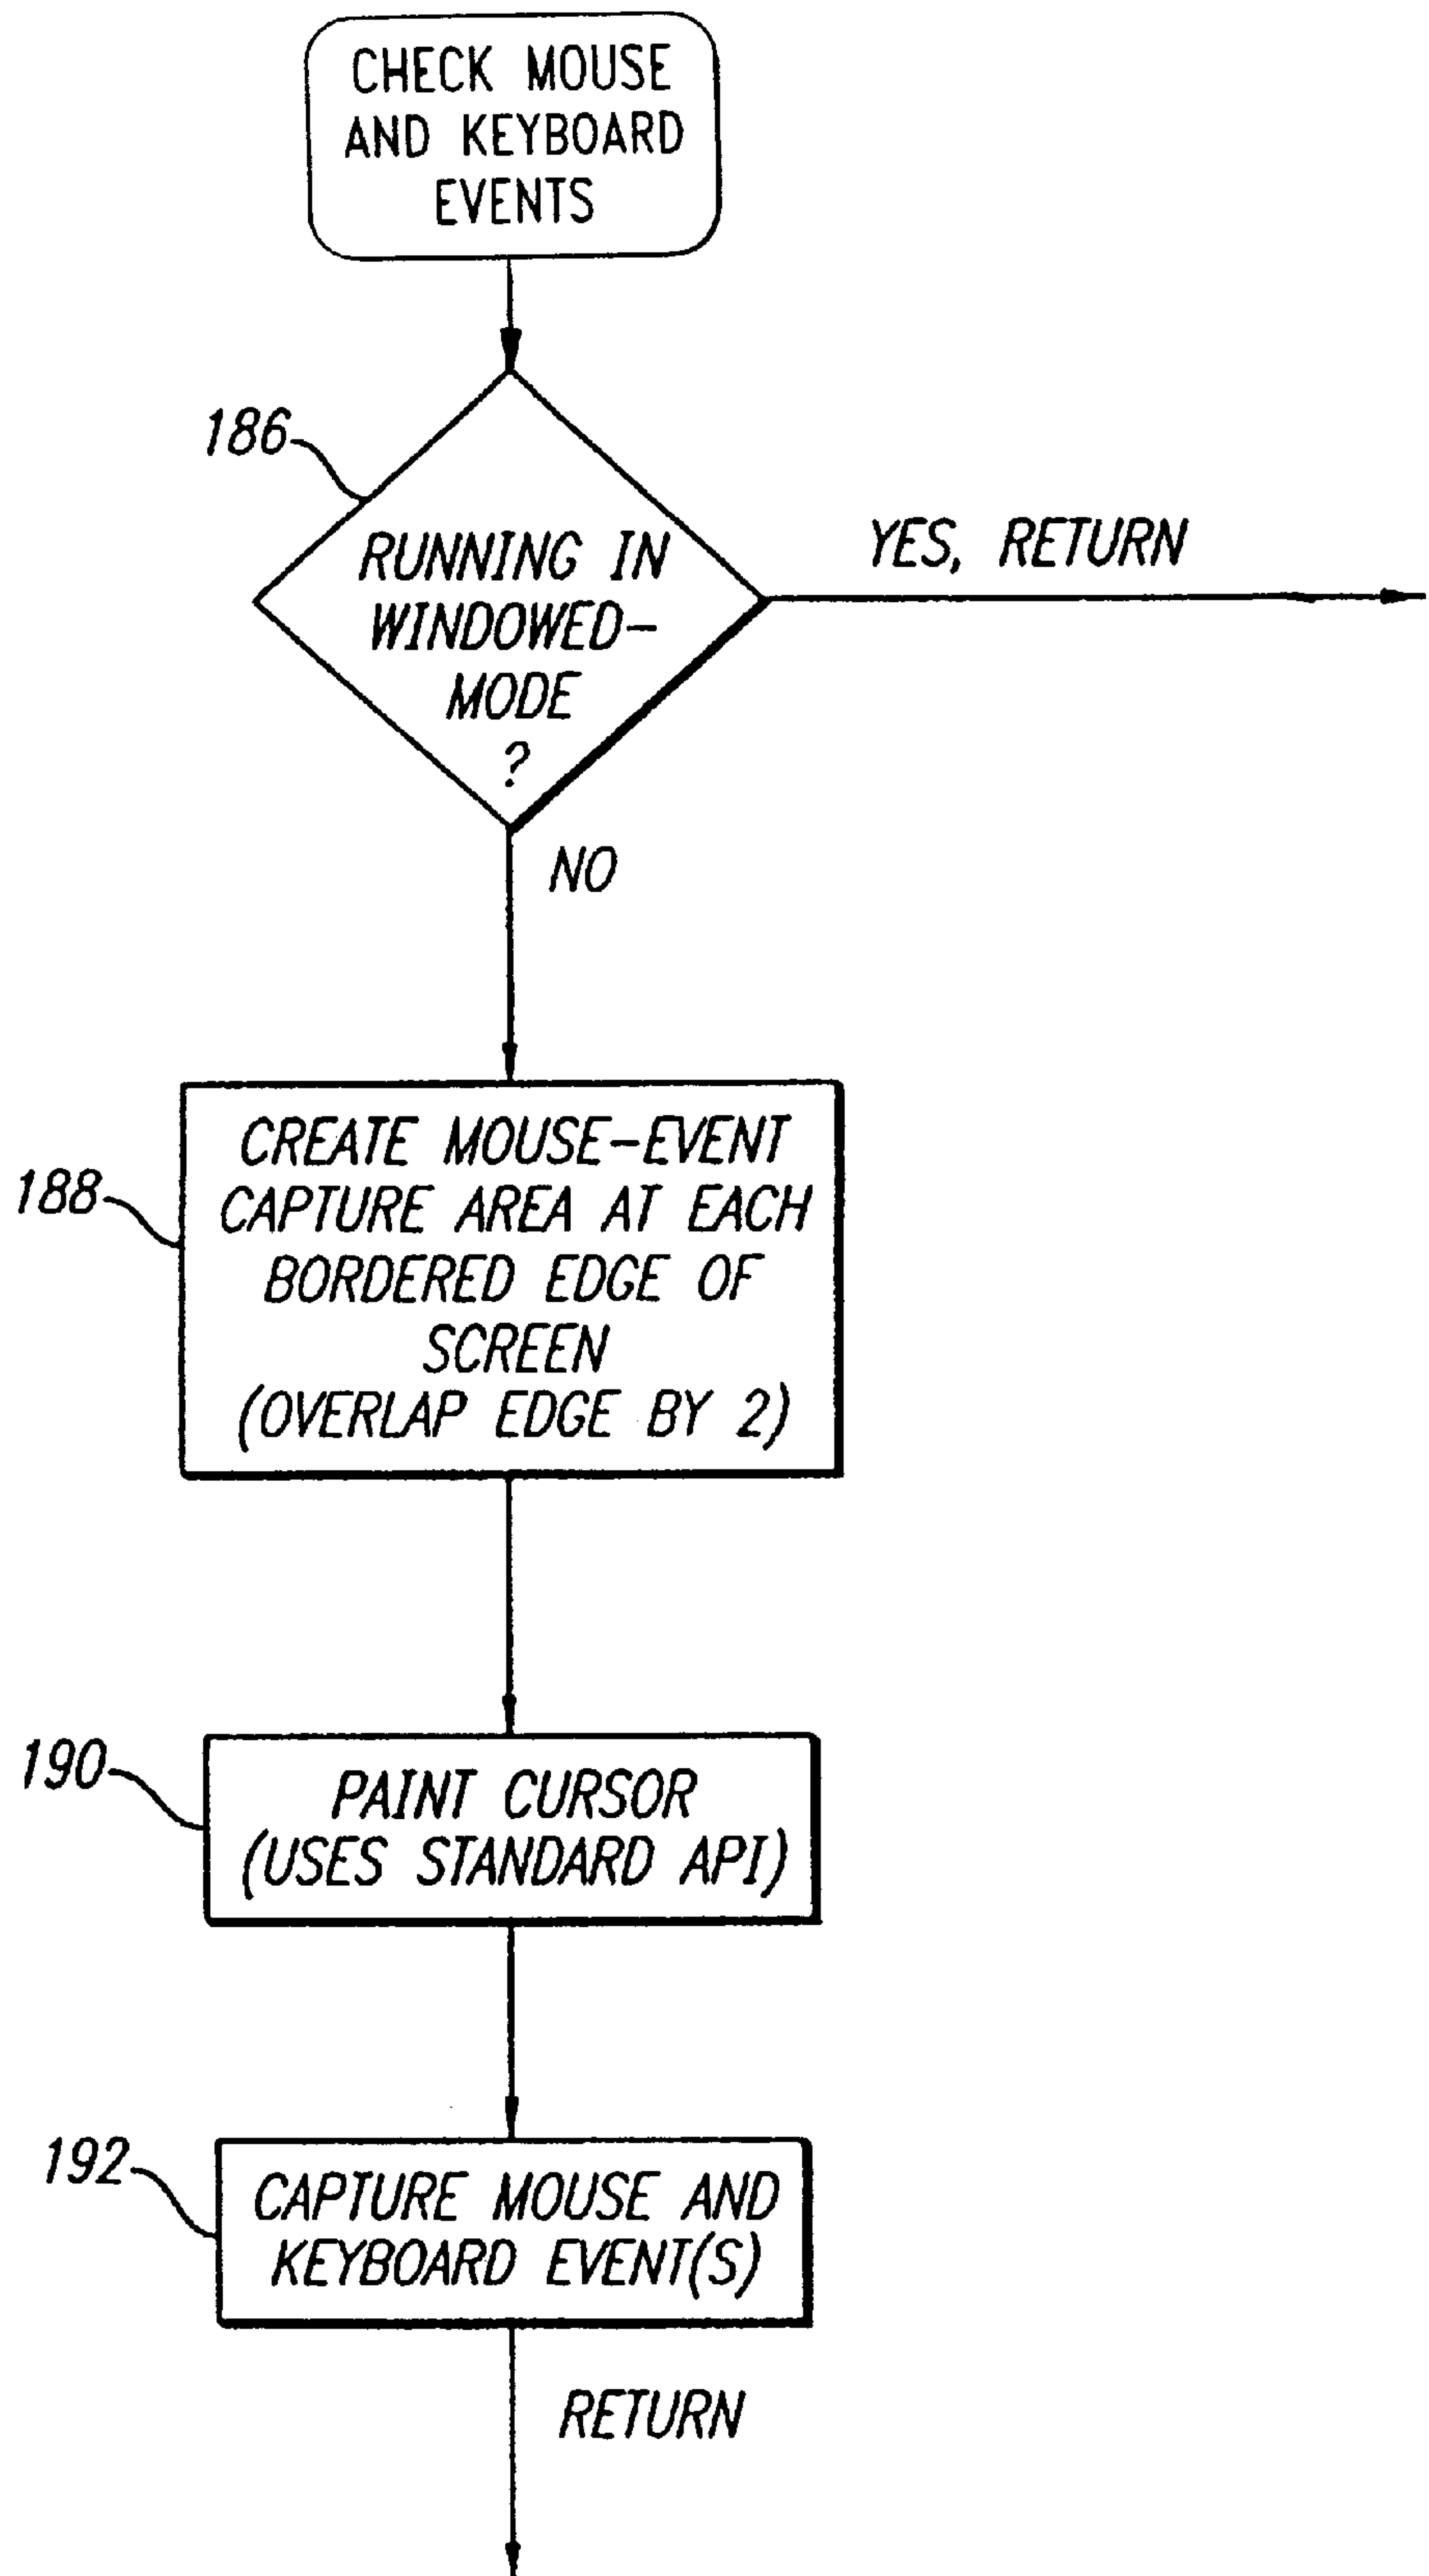 CHECK MOUSE
AND KEYBOARD
EVENTS
186
RUNNING IN
WINDOWED-
MODE
?
YES, RETURN
NO
188
CREATE MOUSE-EVENT
CAPTURE AREA AT EACH
BORDERED EDGE OF
SCREEN
(OVERLAP EDGE BY 2)
190
PAINT CURSOR
(USES STANDARD API)
192
CAPTURE MOUSE AND
KEYBOARD EVENT(S)
RETURN